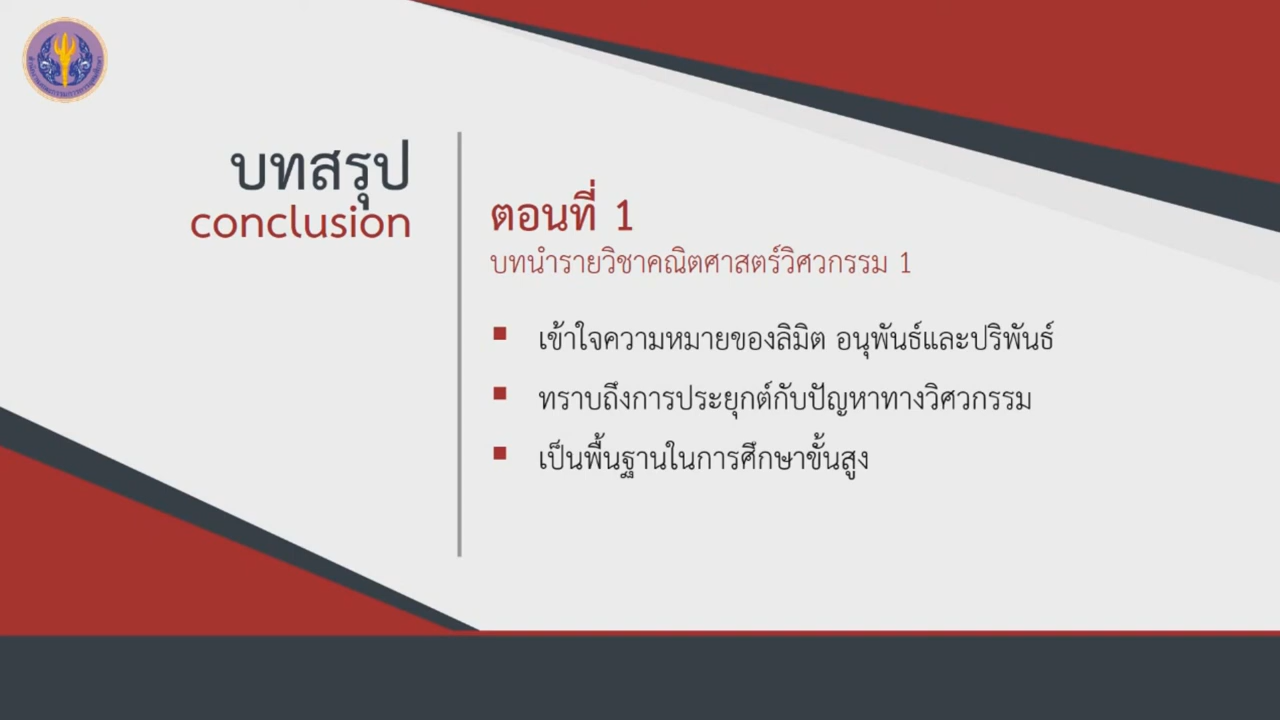 บทสรุป
conclusion
ตอนที่ 1
บทนำรายวิชาคณิตศาสตร์วิศวกรรม 1
เข้าใจความหมายของลิมิต อนุพันธ์และปริพันธ์
ทราบถึงการประยุกต์กับปัญหาทางวิศวกรรม
เป็นพื้นฐานในการศึกษาขั้นสูง